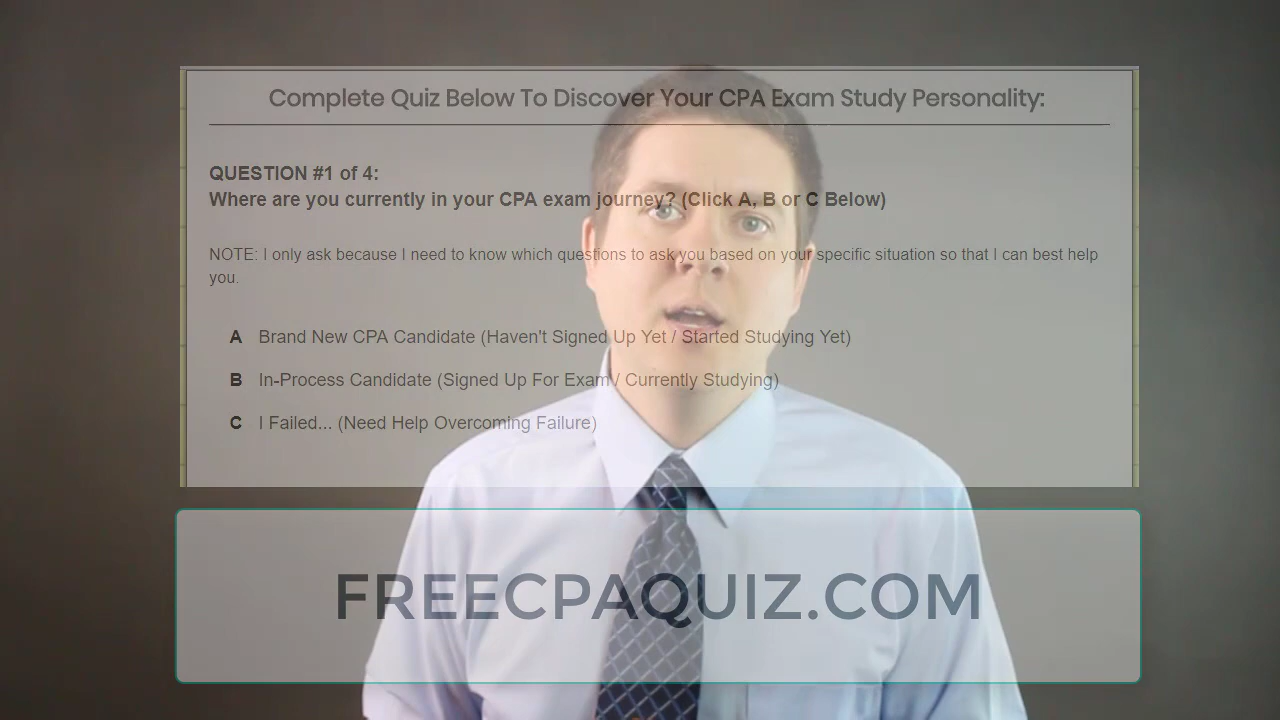 Complete Quiz Below To Discover Your CPA Exam Study Personality:
QUESTION #1 of 4:
Where are you currently in your CPA exam journey? (Click A, B or C Below)
NOTE: I only ask because I need to know which questions to ask you based on your specific situation so that I can best help
you.
A Brand New CPA Candidate (Haven't Signed Up Yet / Started Studying Yet)
B In-Process Candidate (Signed Up For Exam / Currently Studying)
C I Failed... (Need Help Overcoming Failure)
FREECPAQUIZ.COM